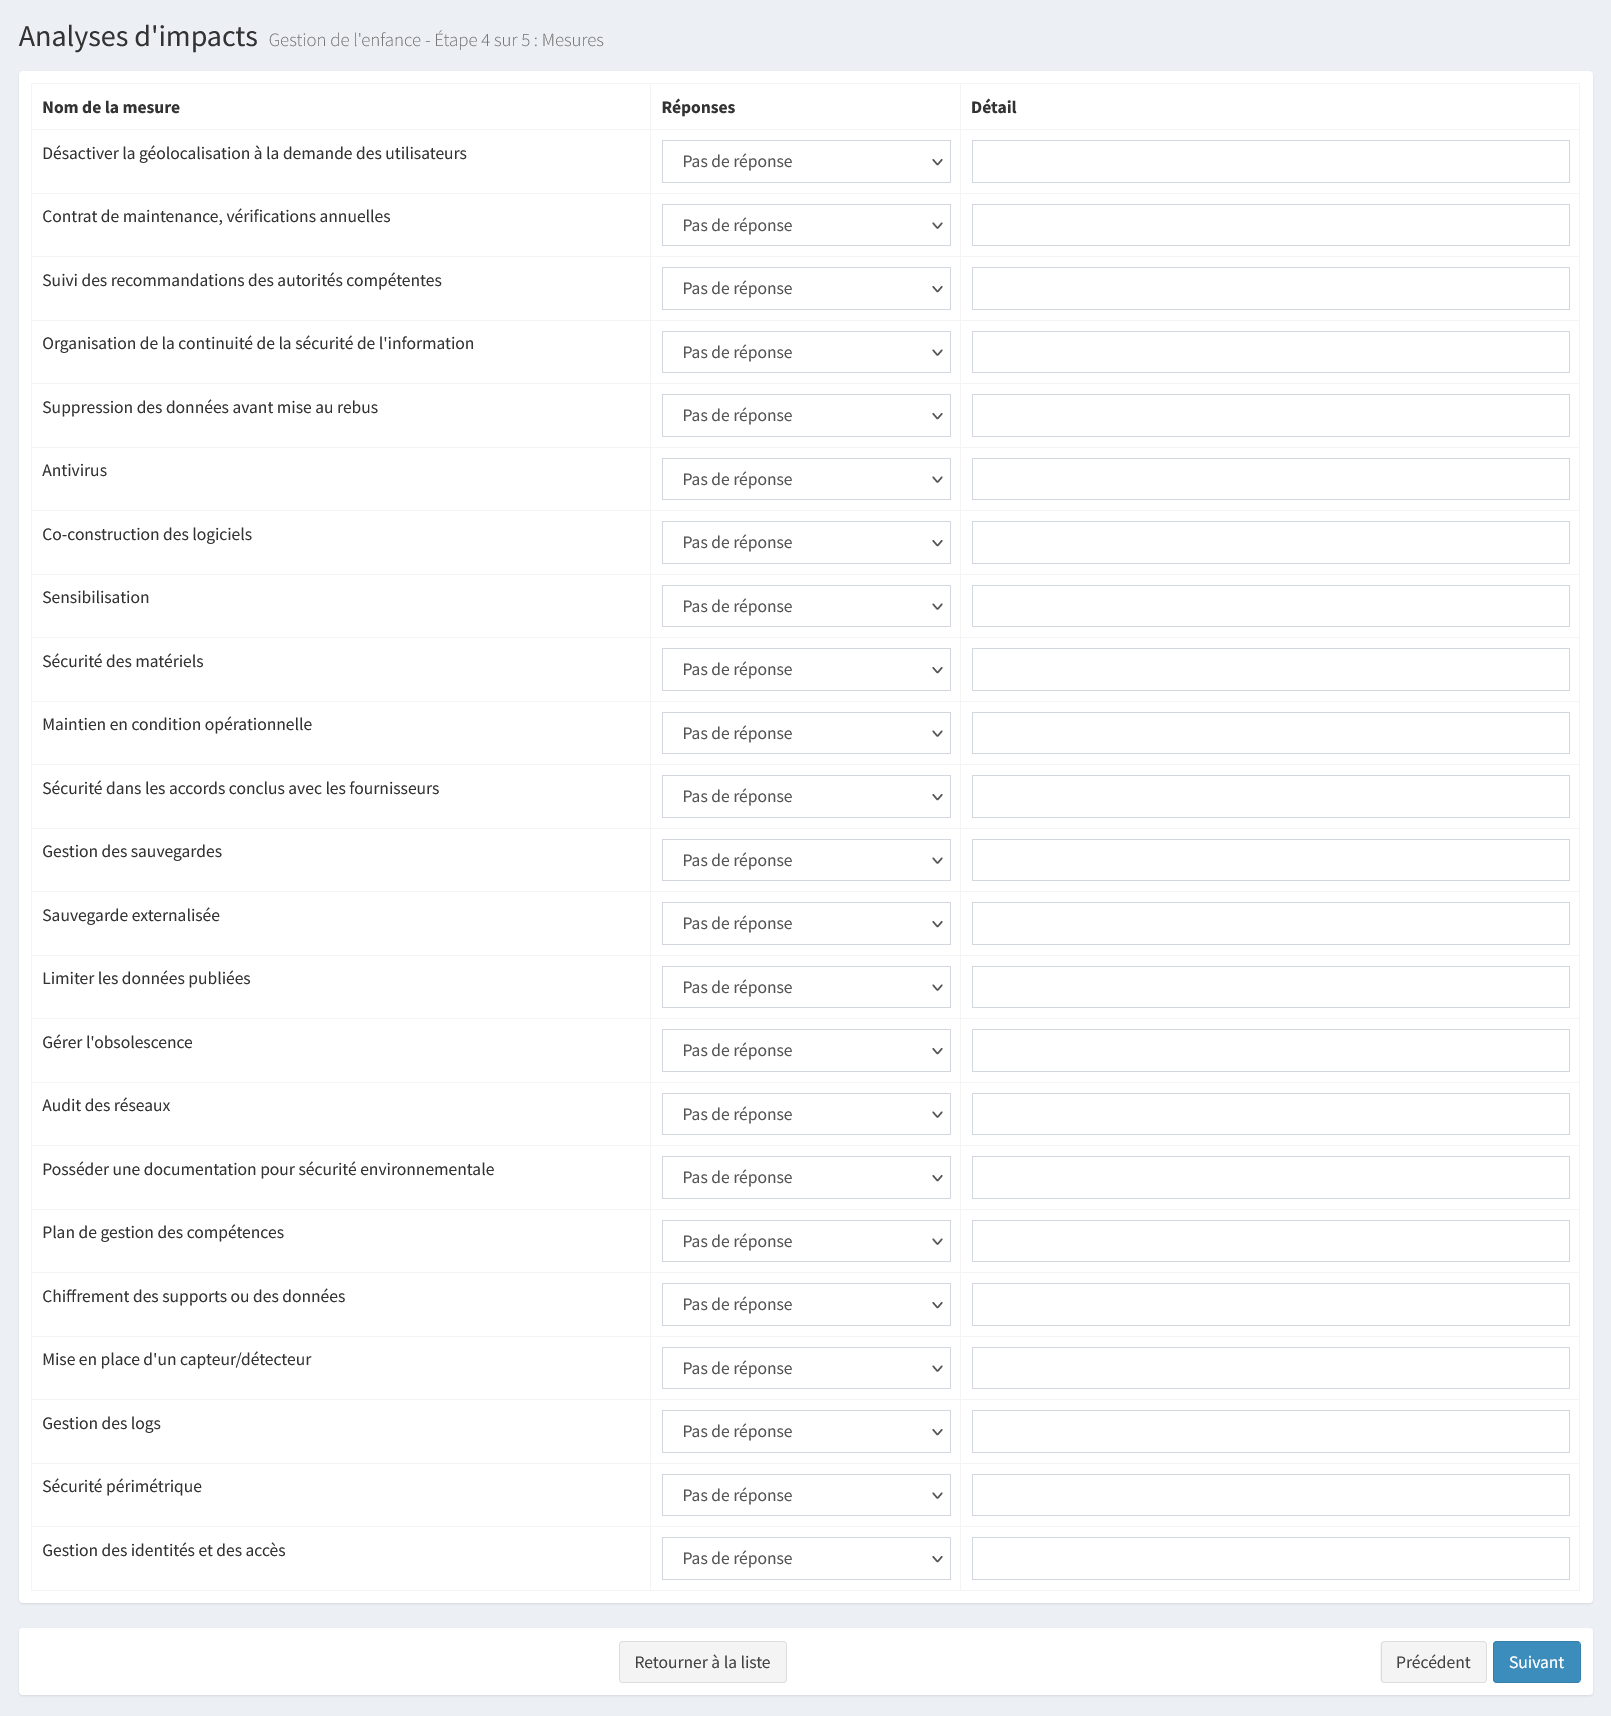 Analyses d'impacts Gestion de l'enfance - Étape 4 sur 5 : Mesures
Nom de la mesure Réponses Détail
Désactiver la géolocalisation à la demande des utilisateurs Pas de réponse
Contrat de maintenance, vérifications annuelles Pas de réponse
Suivi des recommandations des autorités compétentes Pas de réponse
Organisation de la continuité de la sécurité de l'information Pas de réponse
Suppression des données avant mise au rebus Pas de réponse
Antivirus Pas de réponse
Co-construction des logiciels Pas de réponse
Sensibilisation Pas de réponse
Sécurité des matériels Pas de réponse
Maintien en condition opérationnelle Pas de réponse
Sécurité dans les accords conclus avec les fournisseurs Pas de réponse
Gestion des sauvegardes Pas de réponse
Sauvegarde externalisée Pas de réponse
Limiter les données publiées Pas de réponse
Gérer l'obsolescence Pas de réponse
Audit des réseaux Pas de réponse
Posséder une documentation pour sécurité environnementale Pas de réponse
Plan de gestion des compétences Pas de réponse
Chiffrement des supports ou des données Pas de réponse
Mise en place d'un capteur/détecteur Pas de réponse
Gestion des logs Pas de réponse
Sécurité périmétrique Pas de réponse
Gestion des identités et des accès Pas de réponse
Retourner à la liste Précédent Suivant